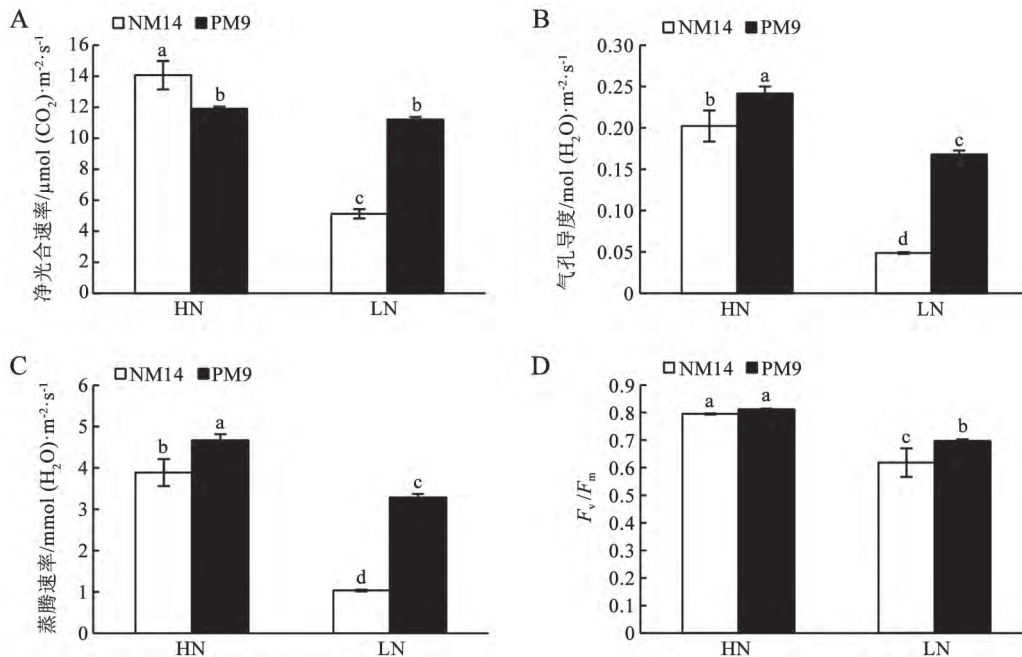 A
NM14 PM9
净光合速率/μmol (CO₂)·m⁻²·s⁻¹
16
14
12
10
8
6
4
2
0
a
b
c
b
HN LN
B
NM14 PM9
气孔导度/mol (H₂O)·m⁻²·s⁻¹
0.30
0.25
0.20
0.15
0.10
0.05
0
b
a
d
c
HN LN
C
NM14 PM9
蒸腾速率/mmol (H₂O)·m⁻²·s⁻¹
6
5
4
3
2
1
0
b
a
d
c
HN LN
D
NM14 PM9
Fᵥ/Fₘ
0.9
0.8
0.7
0.6
0.5
0.4
0.3
0.2
0.1
0
a
a
c
b
HN LN